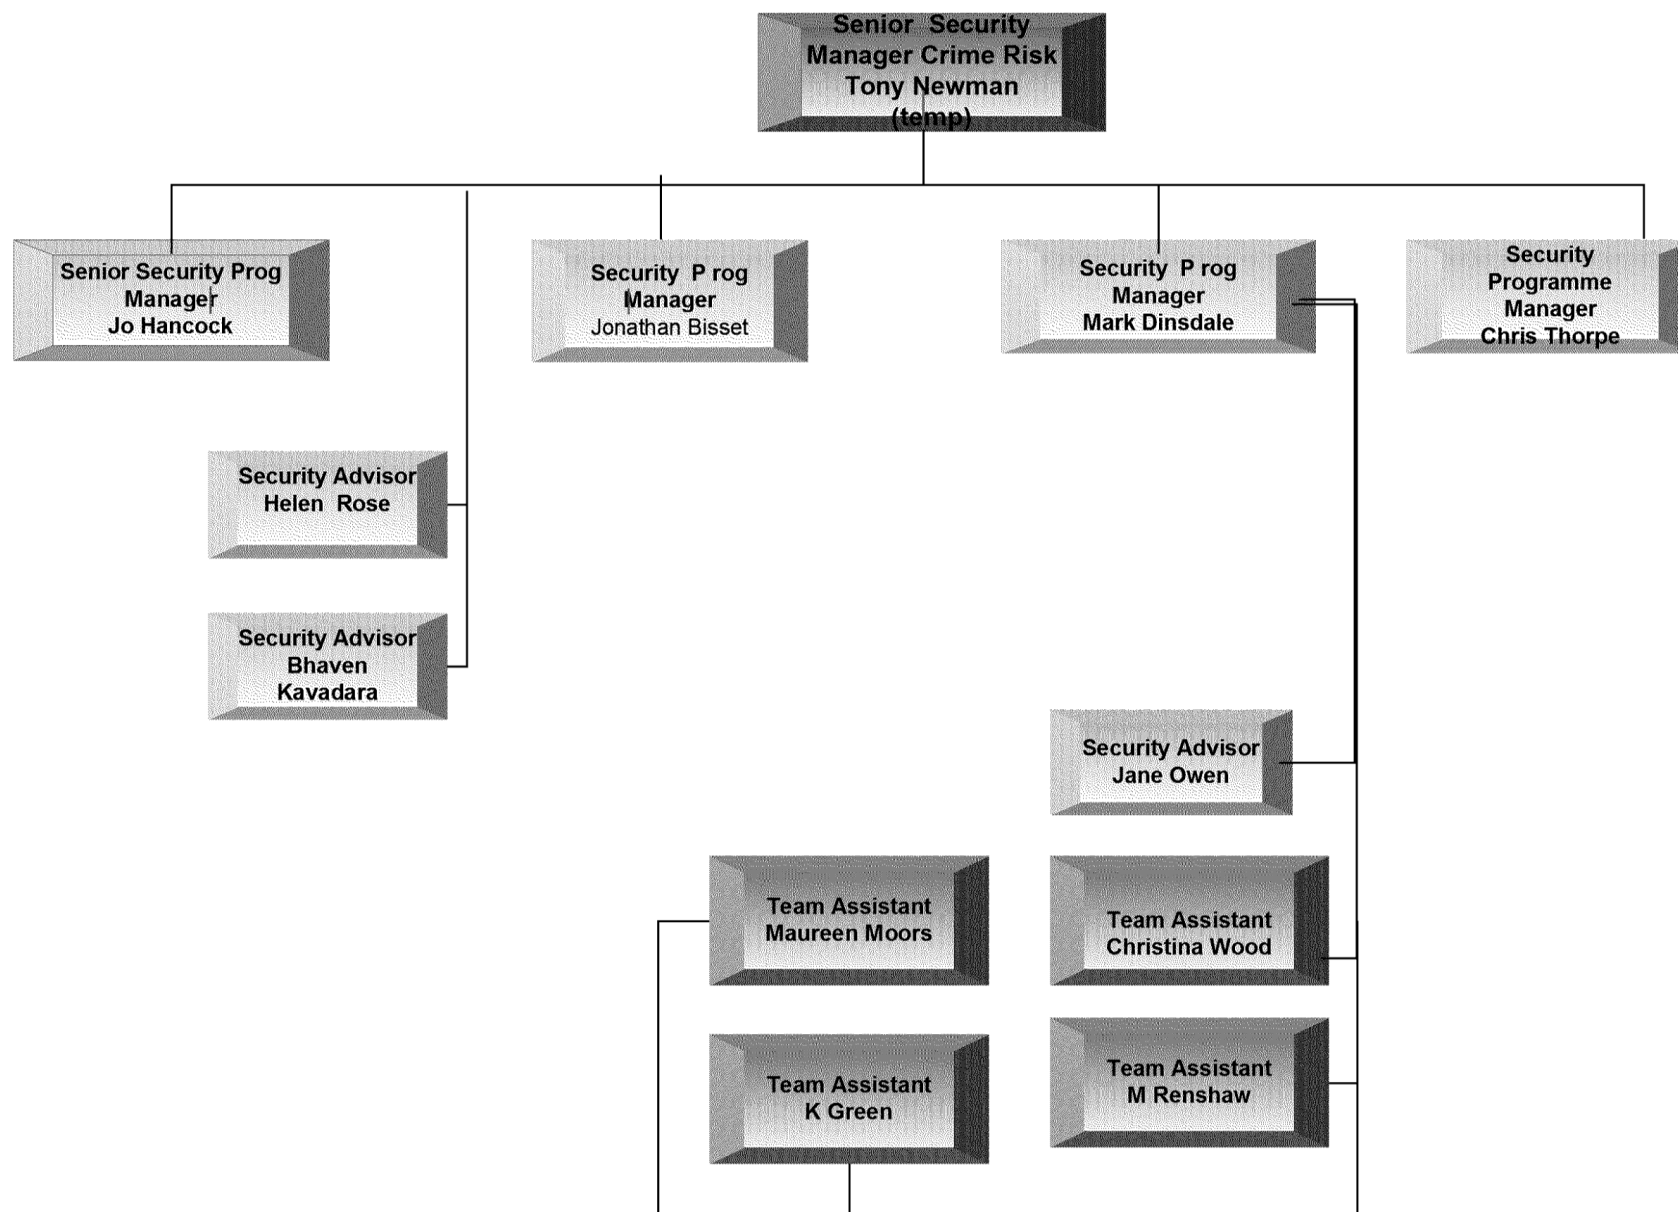 Senior Security
Manager Crime Risk
Tony Newman
(temp)
Senior Security Prog
Manager
Jo Hancock
Security P rog
Manager
Jonathan Bisset
Security P rog
Manager
Mark Dinsdale
Security
Programme
Manager
Chris Thorpe
Security Advisor
Helen Rose
Security Advisor
Bhaven
Kavadara
Security Advisor
Jane Owen
Team Assistant
Maureen Moors
Team Assistant
Christina Wood
Team Assistant
K Green
Team Assistant
M Renshaw